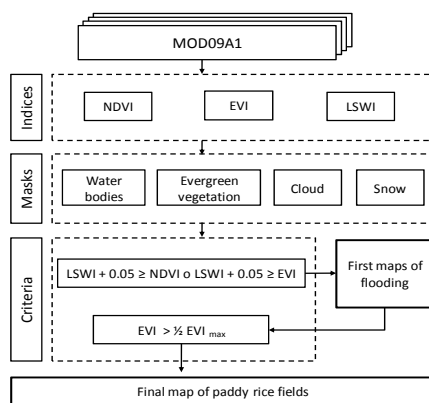 MOD09A1
Indices
NDVI
EVI
LSWI
Masks
Water
bodies
Evergreen
vegetation
Cloud
Snow
Criteria
LSWI + 0.05 ≥ NDVI o LSWI + 0.05 ≥ EVI
First maps of
flooding
EVI > ½ EVI max
Final map of paddy rice fields